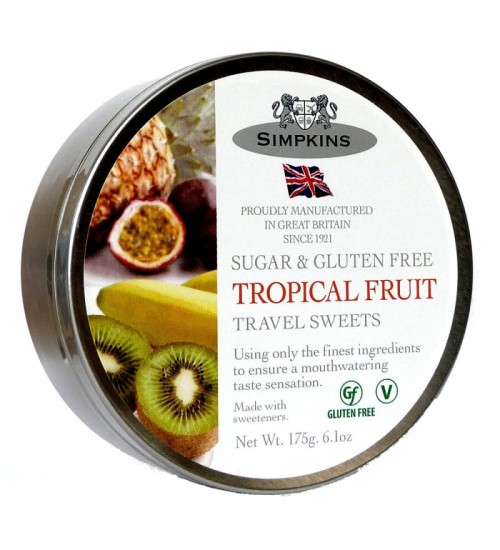 SIMPKINS
PROUDLY MANUFACTURED
IN GREAT BRITAIN
SINCE 1921
SUGAR & GLUTEN FREE
TROPICAL FRUIT
TRAVEL SWEETS
Using only the finest ingredients
to ensure a mouthwatering
taste sensation.
Made with
sweeteners.
Gf V
GLUTEN FREE
Net Wt. 175g. 6.1oz